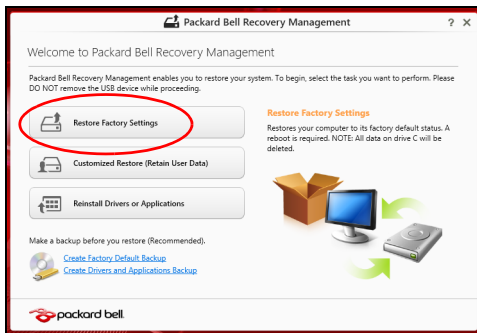 Packard Bell Recovery Management ? X
Welcome to Packard Bell Recovery Management
Packard Bell Recovery Management enables you to restore your system. To begin, select the task you want to perform. Please
DO NOT remove the USB device while proceeding.
Restore Factory Settings
Customized Restore (Retain User Data)
Reinstall Drivers or Applications
Restore Factory Settings
Restores your computer to its factory default status. A
reboot is required. NOTE: All data on drive C will be
deleted.
Make a backup before you restore (Recommended).
Create Factory Default Backup
Create Drivers and Applications Backup
packard bell